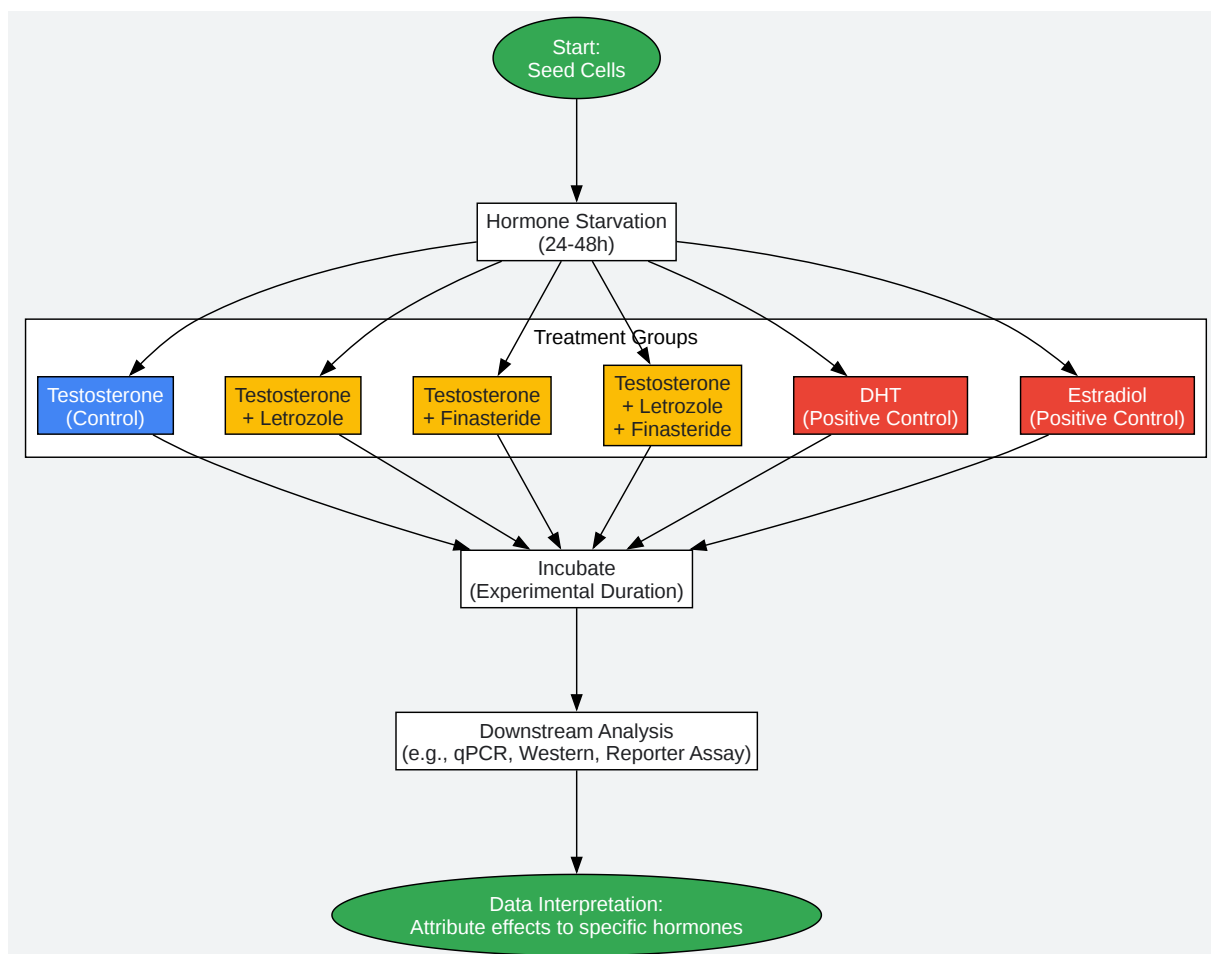 Start:
Seed Cells
Hormone Starvation
(24-48h)
Treatment Groups
Testosterone
(Control)
Testosterone
+ Letrozole
Testosterone
+ Finasteride
Testosterone
+ Letrozole
+ Finasteride
DHT
(Positive Control)
Estradiol
(Positive Control)
Incubate
(Experimental Duration)
Downstream Analysis
(e.g., qPCR, Western, Reporter Assay)
Data Interpretation:
Attribute effects to specific hormones